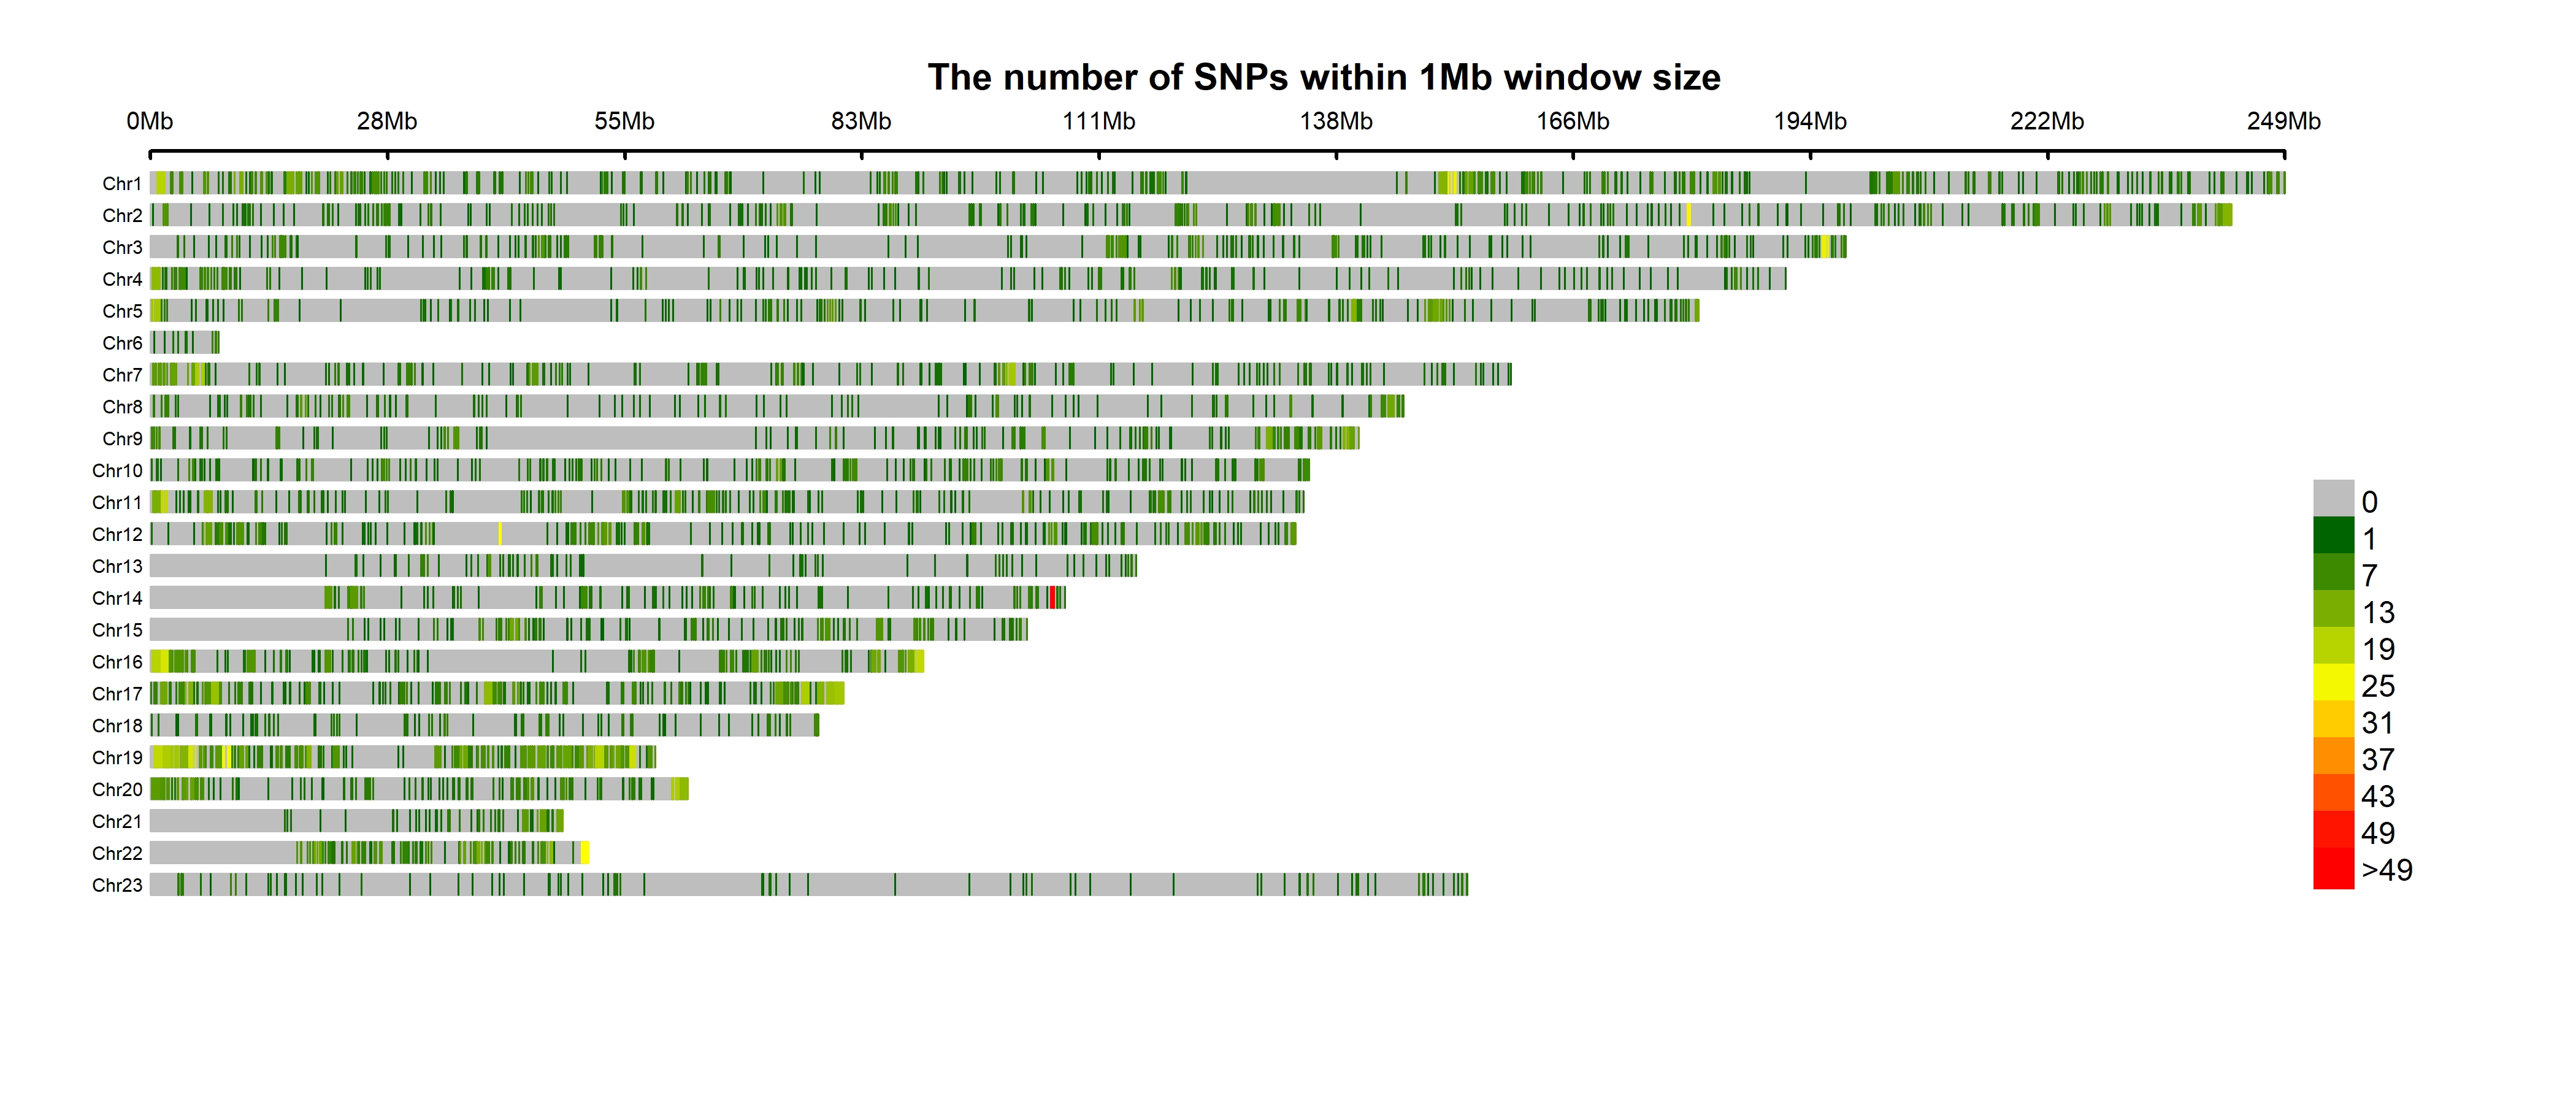 The number of SNPs within 1Mb window size
0Mb 28Mb 55Mb 83Mb 111Mb 138Mb 166Mb 194Mb 222Mb 249Mb
Chr1
Chr2
Chr3
Chr4
Chr5
Chr6
Chr7
Chr8
Chr9
Chr10
Chr11
Chr12
Chr13
Chr14
Chr15
Chr16
Chr17
Chr18
Chr19
Chr20
Chr21
Chr22
Chr23
0
1
7
13
19
25
31
37
43
49
>49